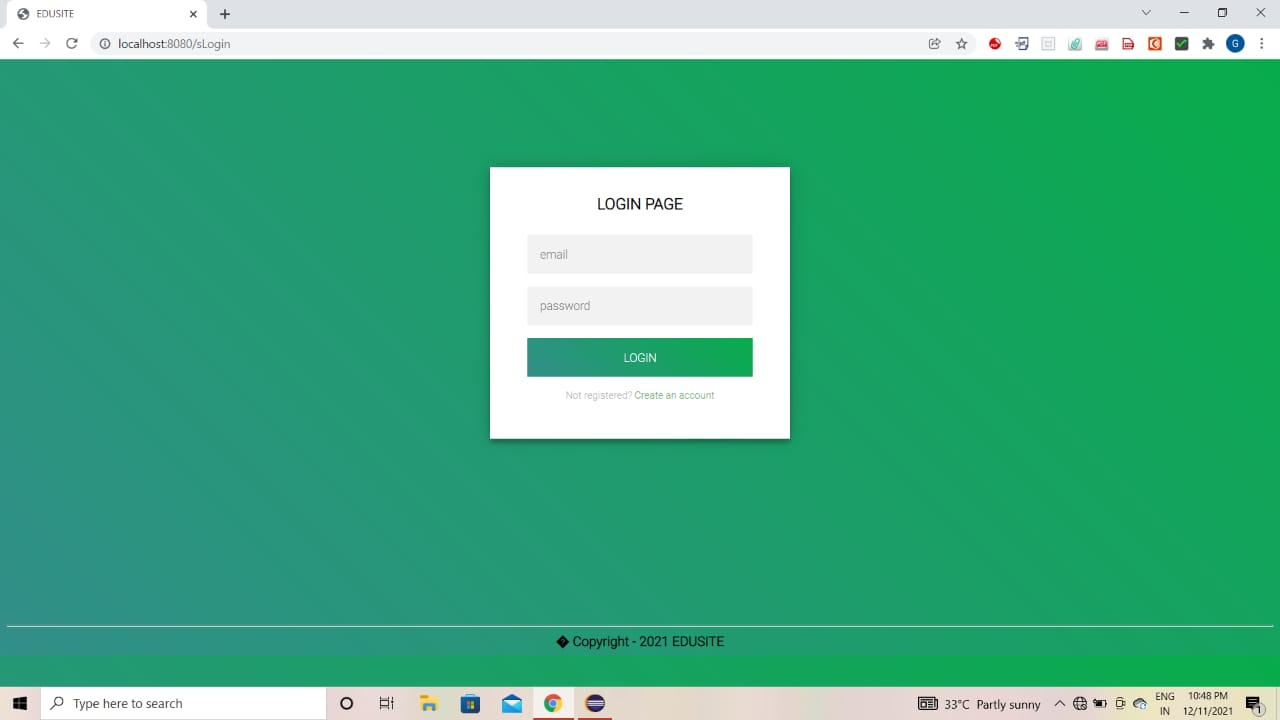 EDUSITE
localhost:8080/sLogin
LOGIN PAGE
email
password
LOGIN
Not registered? Create an account
� Copyright - 2021 EDUSITE
Type here to search
33°C Partly sunny
ENG
IN
10:48 PM
12/11/2021
G
1